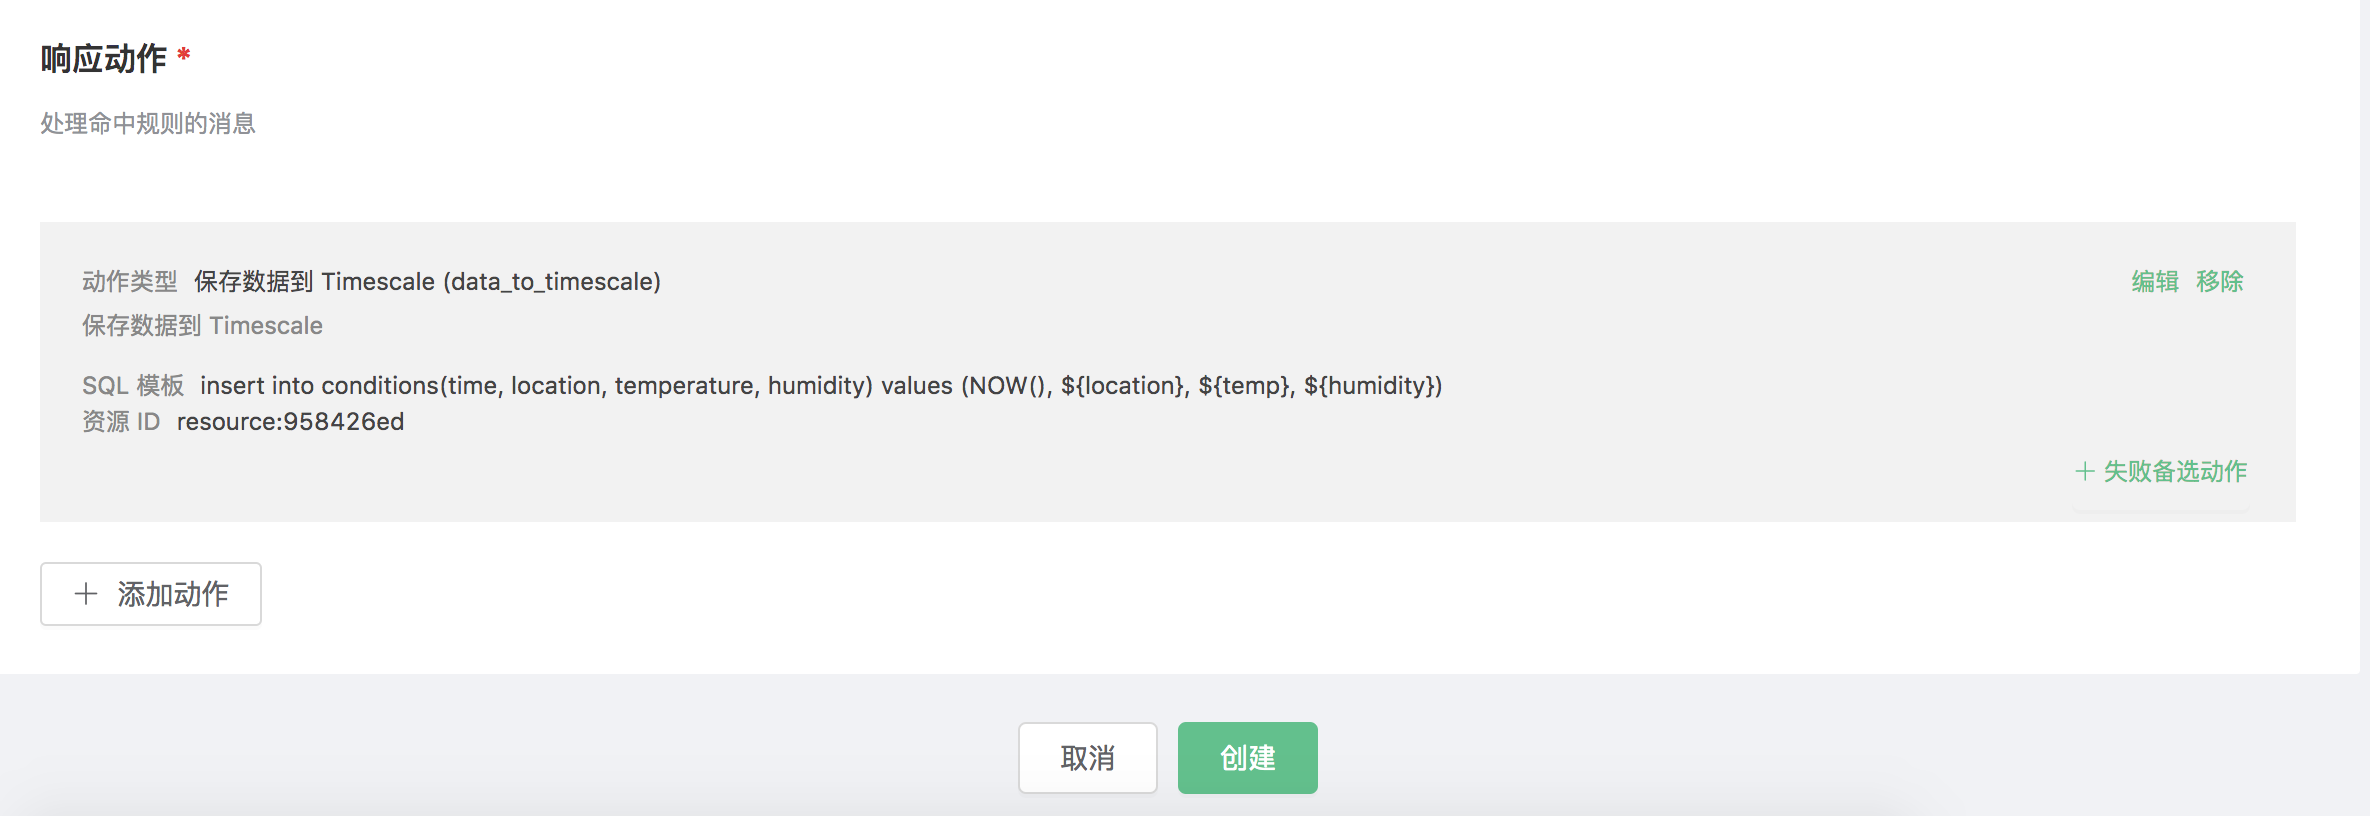 响应动作 *
处理命中规则的消息
动作类型 保存数据到 Timescale (data_to_timescale)
编辑 移除
保存数据到 Timescale
SQL 模板 insert into conditions(time, location, temperature, humidity) values (NOW(), ${location}, ${temp}, ${humidity})
资源 ID resource:958426ed
+ 失败备选动作
+ 添加动作
取消
创建